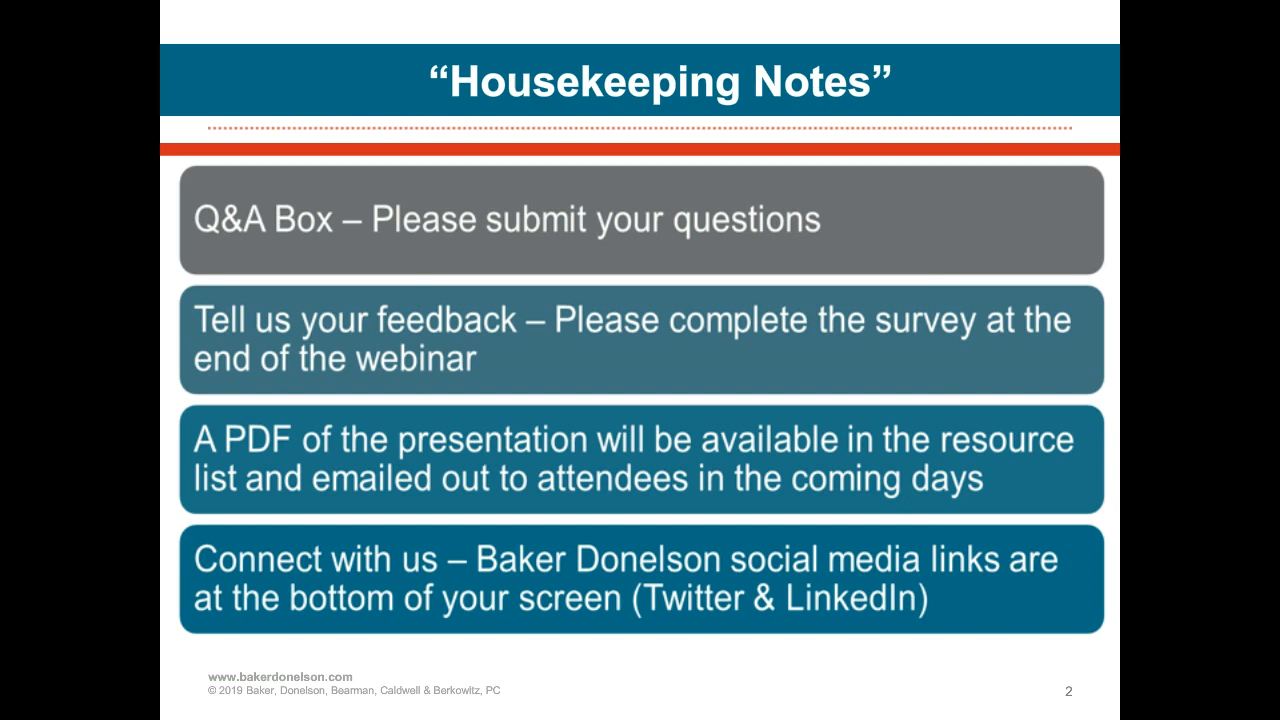 “Housekeeping Notes”
Q&A Box – Please submit your questions
Tell us your feedback – Please complete the survey at the
end of the webinar
A PDF of the presentation will be available in the resource
list and emailed out to attendees in the coming days
Connect with us – Baker Donelson social media links are
at the bottom of your screen (Twitter & LinkedIn)
www.bakerdonelson.com
© 2019 Baker, Donelson, Bearman, Caldwell & Berkowitz, PC
2